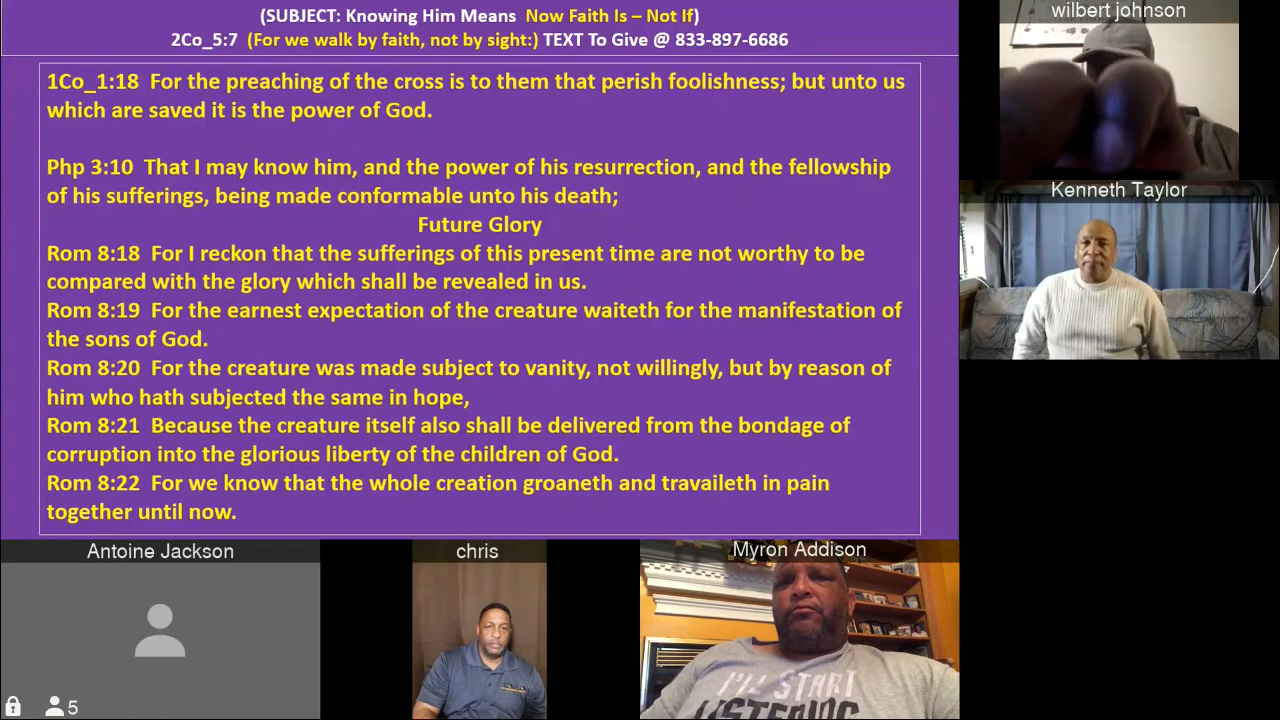 (SUBJECT: Knowing Him Means Now Faith Is – Not If)
2Co_5:7 (For we walk by faith, not by sight:) TEXT To Give @ 833-897-6686
1Co_1:18 For the preaching of the cross is to them that perish foolishness; but unto us
which are saved it is the power of God.
Php 3:10 That I may know him, and the power of his resurrection, and the fellowship
of his sufferings, being made conformable unto his death;
Future Glory
Rom 8:18 For I reckon that the sufferings of this present time are not worthy to be
compared with the glory which shall be revealed in us.
Rom 8:19 For the earnest expectation of the creature waiteth for the manifestation of
the sons of God.
Rom 8:20 For the creature was made subject to vanity, not willingly, but by reason of
him who hath subjected the same in hope,
Rom 8:21 Because the creature itself also shall be delivered from the bondage of
corruption into the glorious liberty of the children of God.
Rom 8:22 For we know that the whole creation groaneth and travaileth in pain
together until now.
wilbert johnson
Kenneth Taylor
Antoine Jackson
chris
Myron Addison
I'LL START
LISTENING
5